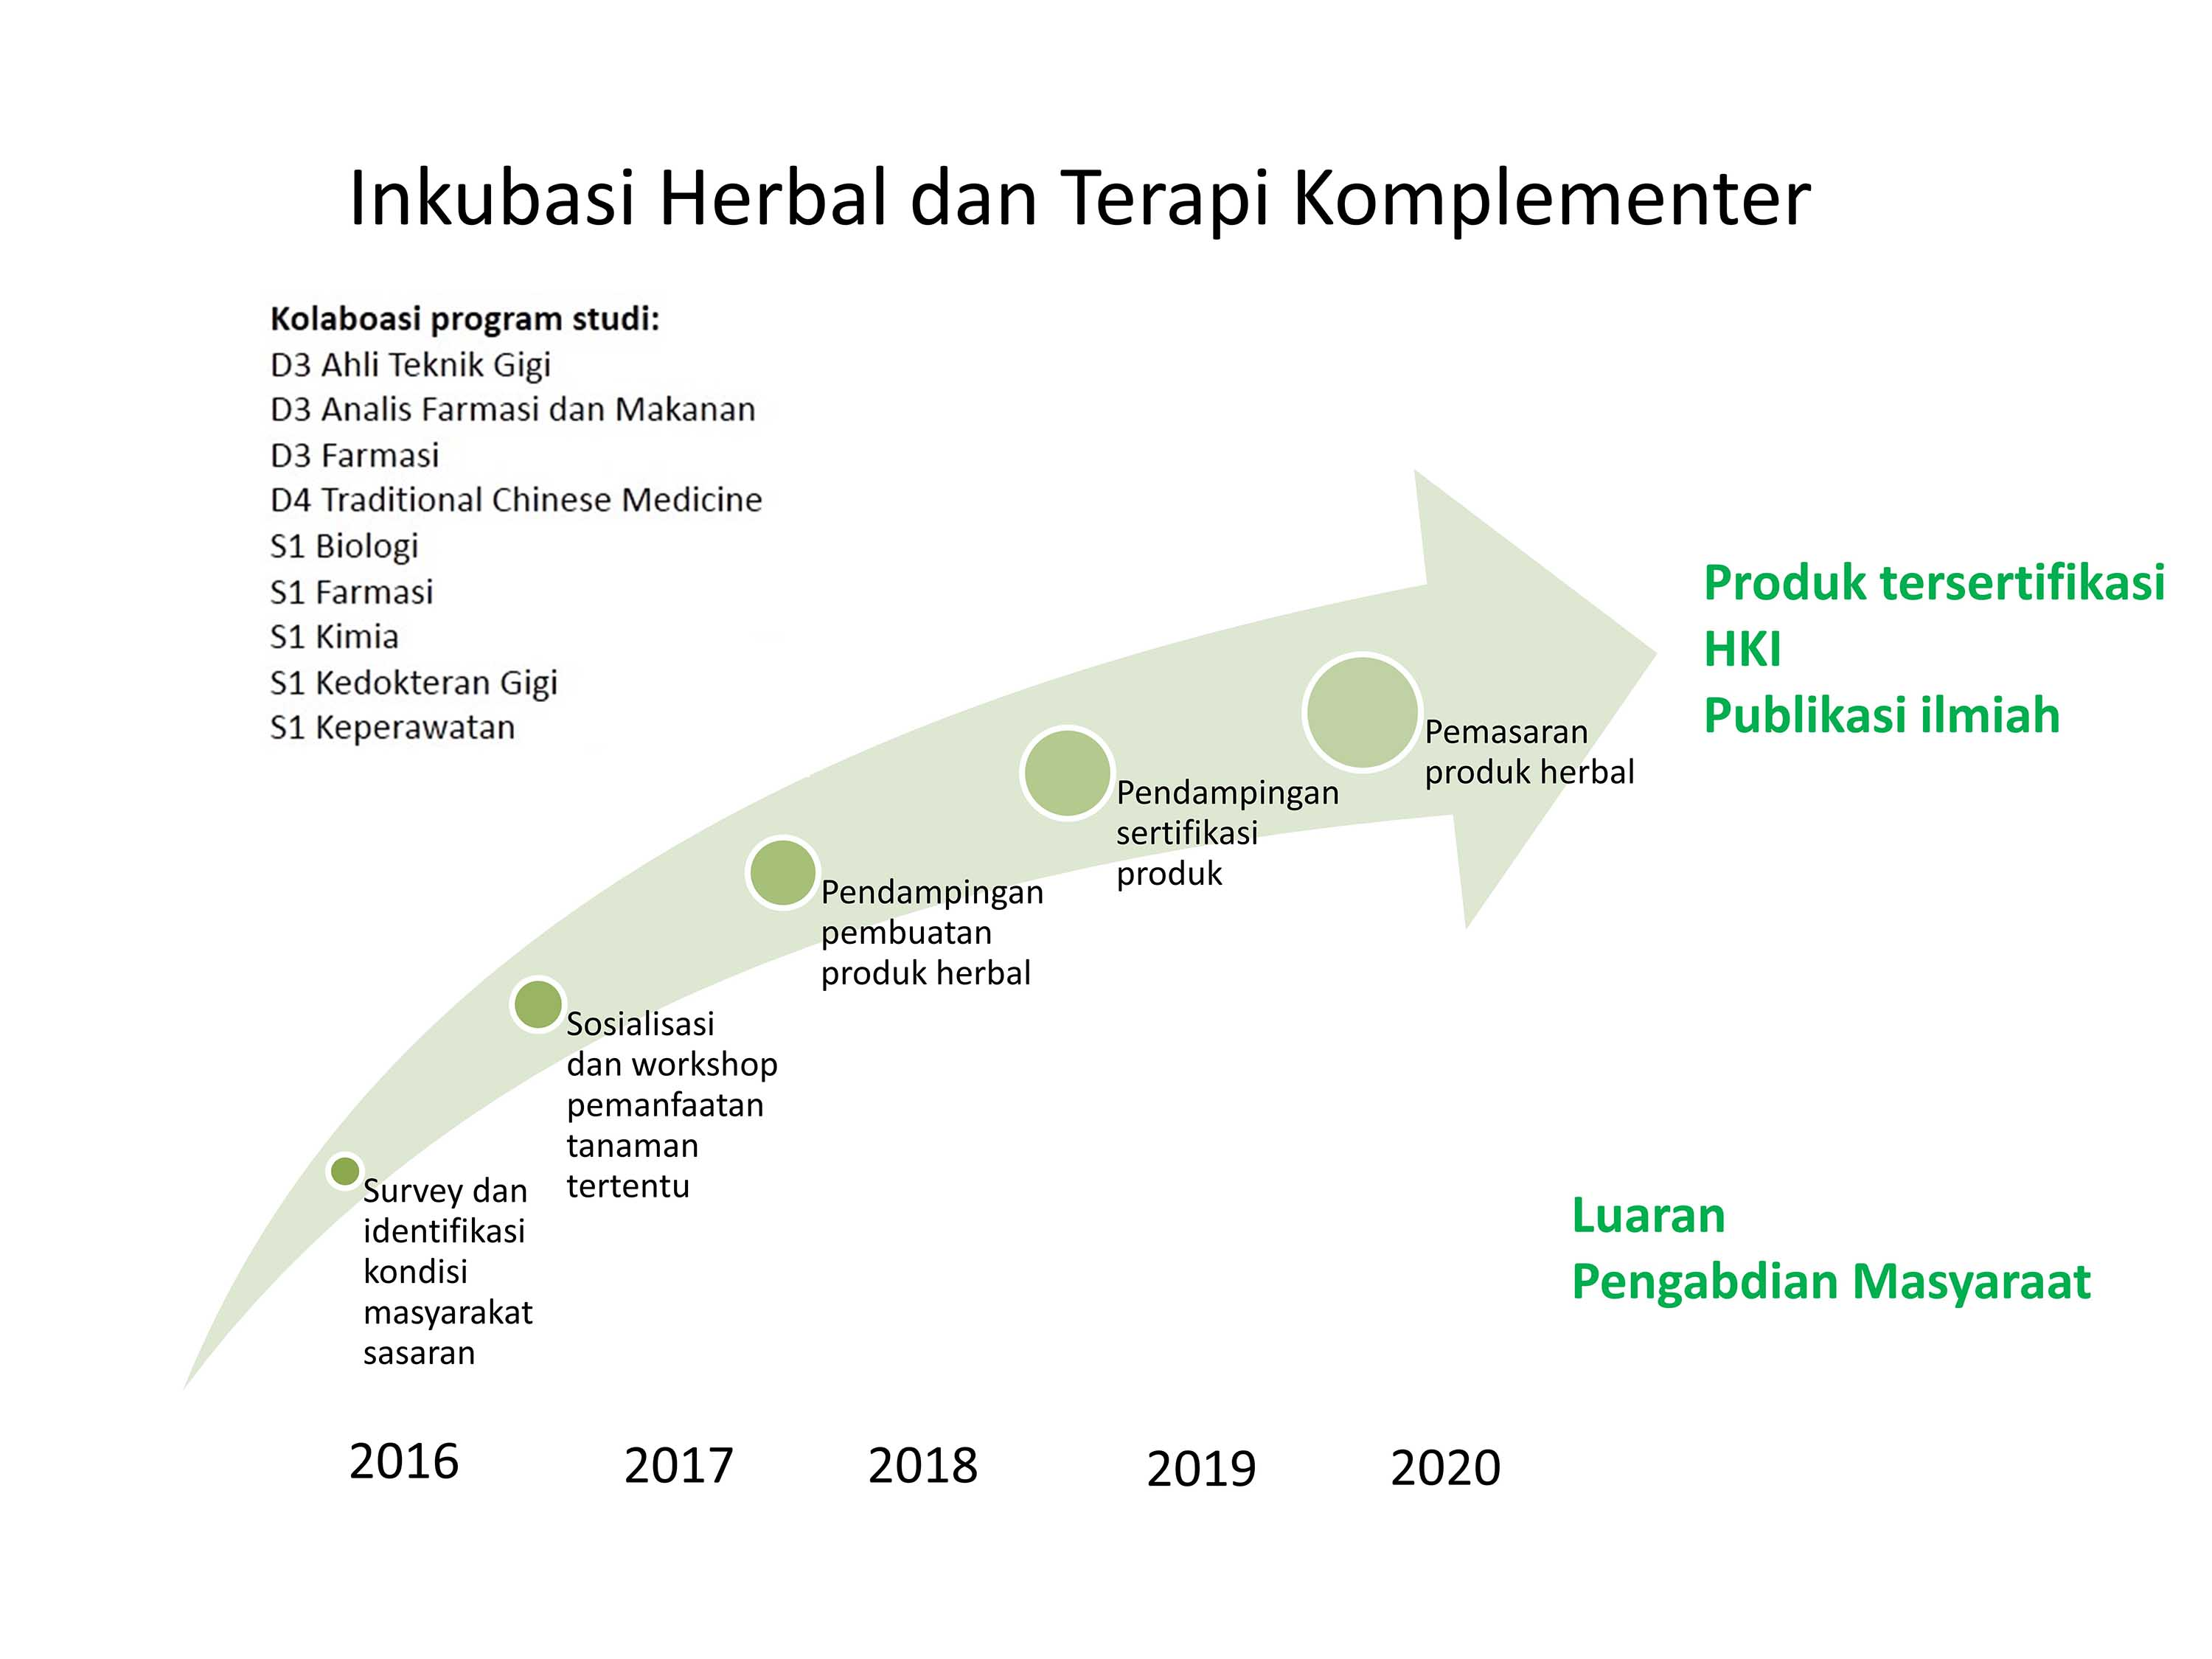 Inkubasi Herbal dan Terapi Komplementer
Kolaboasi program studi:
D3 Ahli Teknik Gigi
D3 Analis Farmasi dan Makanan
D3 Farmasi
D4 Traditional Chinese Medicine
S1 Biologi
S1 Farmasi
S1 Kimia
S1 Kedokteran Gigi
S1 Keperawatan
Survey dan
identifikasi
kondisi
masyarakat
sasaran
Sosialisasi
dan workshop
pemanfaatan
tanaman
tertentu
Pendampingan
pembuatan
produk herbal
Pendampingan
sertifikasi
produk
Pemasaran
produk herbal
Produk tersertifikasi
HKI
Publikasi ilmiah
Luaran
Pengabdian Masyaraat
2016
2017
2018
2019
2020